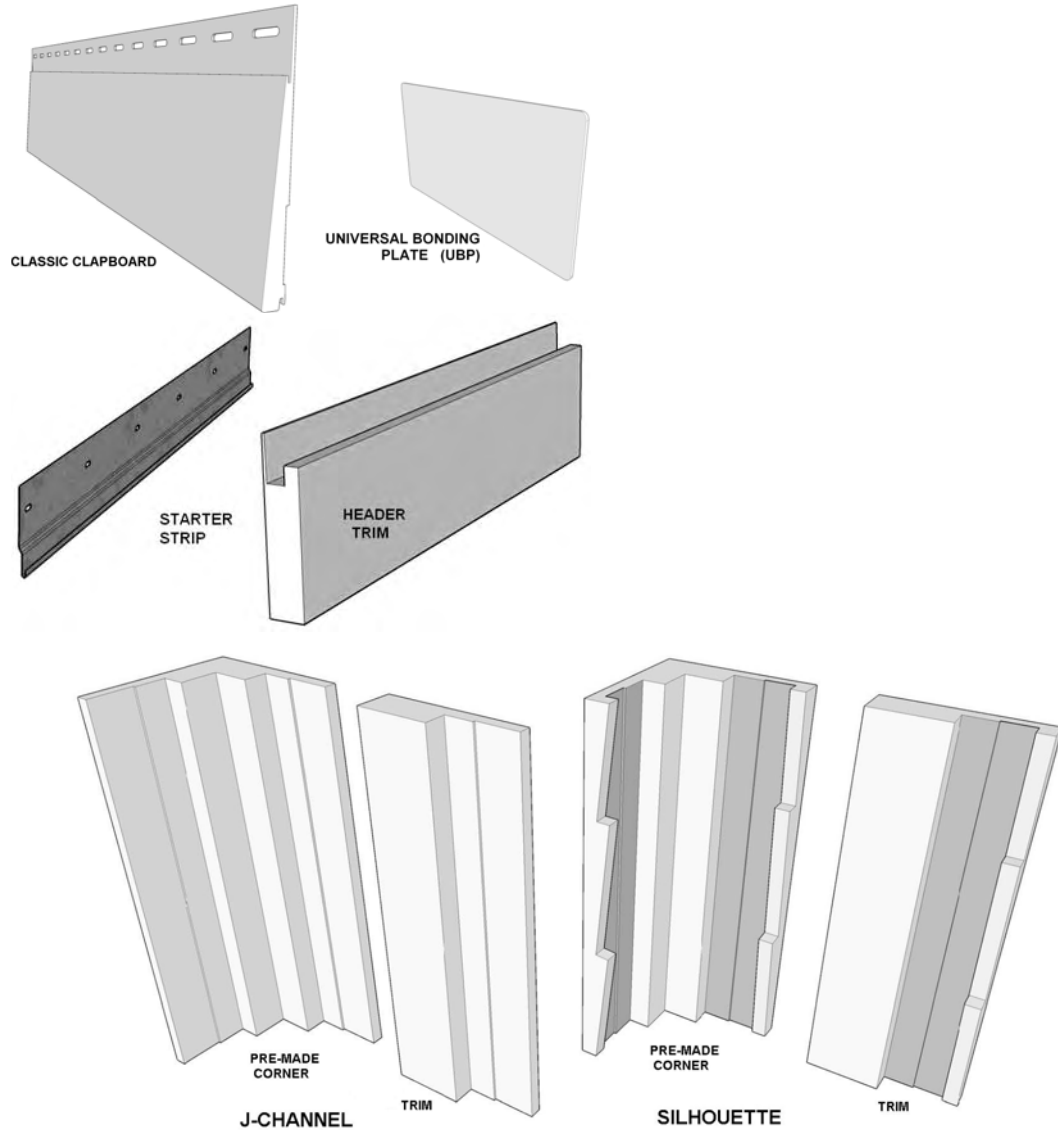 CLASSIC CLAPBOARD
UNIVERSAL BONDING
PLATE (UBP)
STARTER
STRIP
HEADER
TRIM
PRE-MADE
CORNER
TRIM
J-CHANNEL
PRE-MADE
CORNER
TRIM
SILHOUETTE